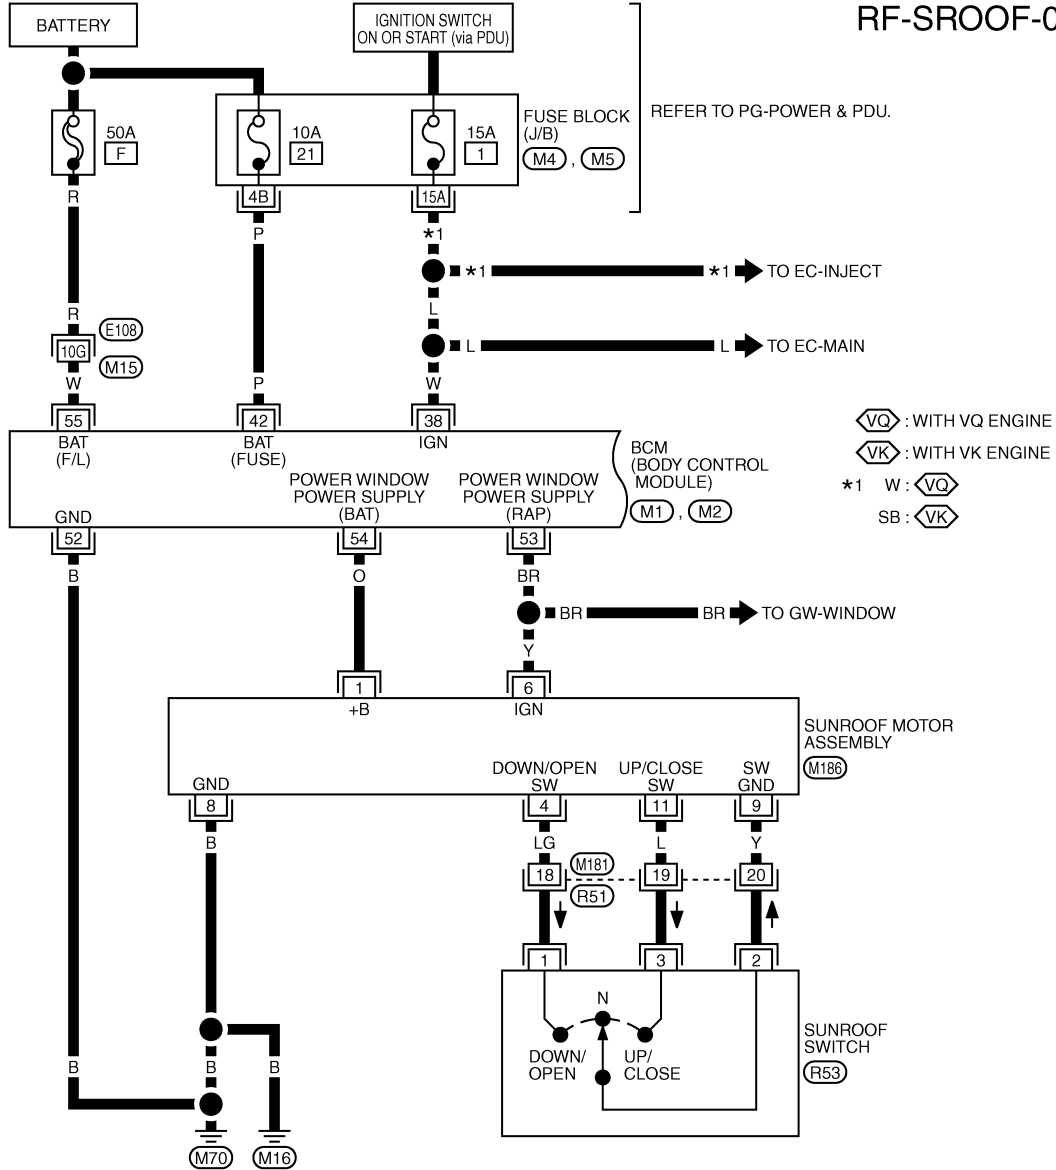 RF-SROOF-0
BATTERY
IGNITION SWITCH
ON OR START (via PDU)
50A
F
10A
21
15A
1
FUSE BLOCK
(J/B)
M4 , M5
REFER TO PG-POWER & PDU.
R
4B
15A
P
*1
*1 *1 TO EC-INJECT
R
L
E108
10G
M15
L L TO EC-MAIN
W
P
W
55
42
38
BAT
(F/L)
BAT
(FUSE)
IGN
VQ : WITH VQ ENGINE
VK : WITH VK ENGINE
*1 W : VQ
SB : VK
BCM
(BODY CONTROL
MODULE)
M1 , M2
POWER WINDOW
POWER SUPPLY
(BAT)
POWER WINDOW
POWER SUPPLY
(RAP)
GND
52
54
53
B
O
BR
BR BR TO GW-WINDOW
Y
1
6
+B
IGN
SUNROOF MOTOR
ASSEMBLY
M186
GND
DOWN/OPEN
SW
UP/CLOSE
SW
SW
GND
8
4
11
9
B
LG
L
Y
M181
18
19
20
R51
1
3
2
N
DOWN/
OPEN
UP/
CLOSE
SUNROOF
SWITCH
R53
B
B
B
M70
M16